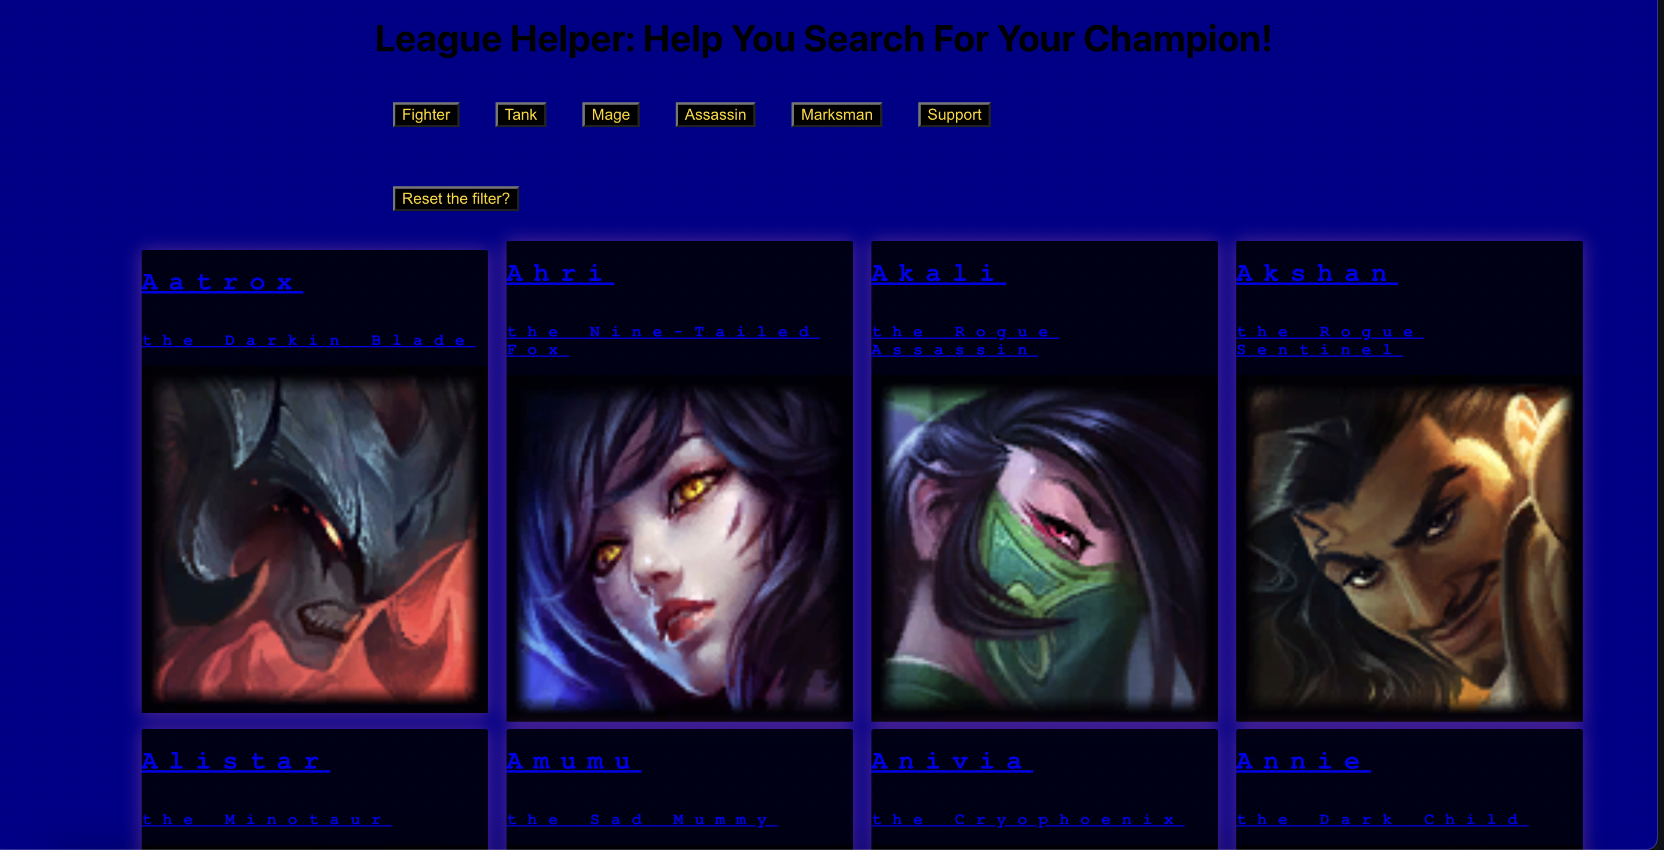 League Helper: Help You Search For Your Champion!
Fighter
Tank
Mage
Assassin
Marksman
Support
Reset the filter?
Aatrox
the Darkin Blade
Ahri
the Nine-Tailed
Fox
Akali
the Rogue
Assassin
Akshan
the Rogue
Sentinel
Alistar
the Minotaur
Amumu
the Sad Mummy
Anivia
the Cryophoenix
Annie
the Dark Child